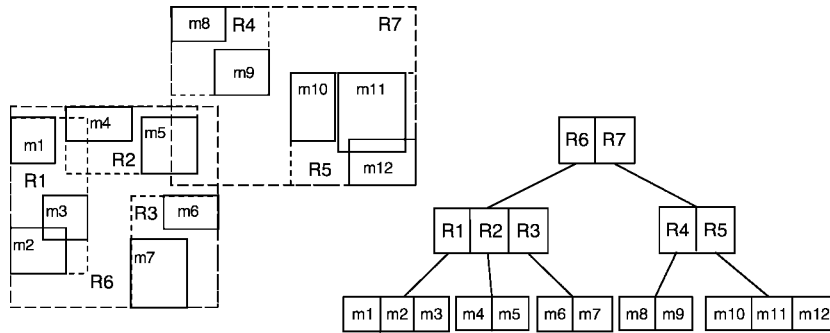 m8 R4 R7
m9
m10 m11
m4
m1 m5
R2
R5 m12
R1
m3 R3 m6
m2
m7
R6
R6 R7
R1 R2 R3 R4 R5
m1 m2 m3 m4 m5 m6 m7 m8 m9 m10 m11 m12